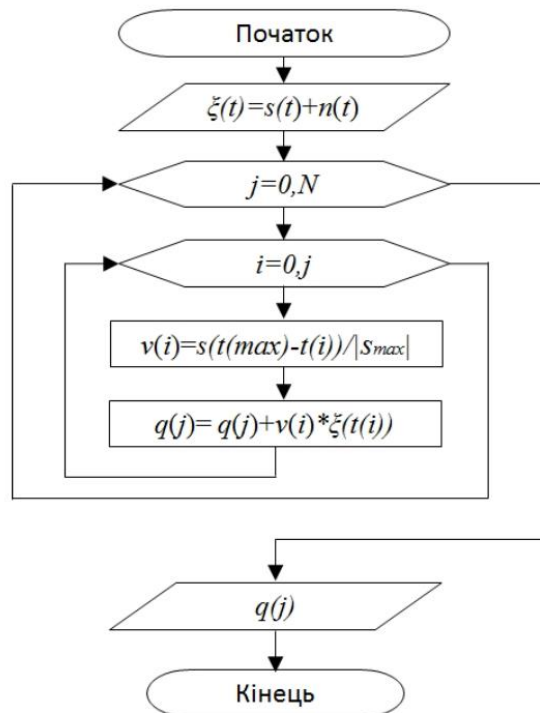 Початок
ξ(t)=s(t)+n(t)
j=0,N
i=0,j
v(i)=s(t(max)-t(i))/|smax|
q(j)= q(j)+v(i)*ξ(t(i))
q(j)
Кінець